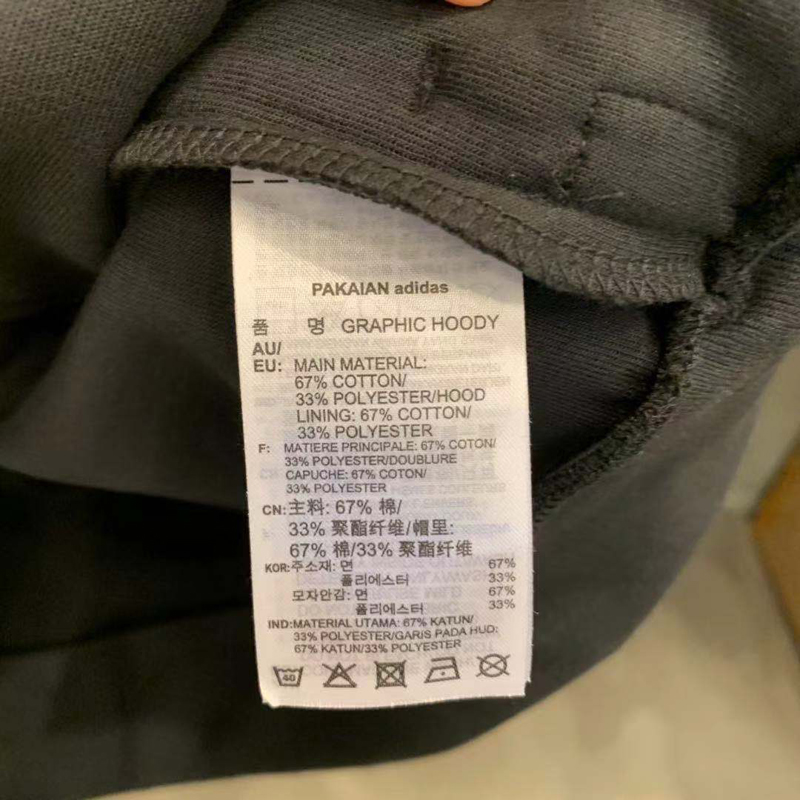 PAKAIAN adidas
품 명 GRAPHIC HOODY
AU/
EU: MAIN MATERIAL:
67% COTTON/
33% POLYESTER/HOOD
LINING: 67% COTTON/
33% POLYESTER
F: MATIERE PRINCIPALE: 67% COTON/
33% POLYESTER/DOUBLURE
CAPUCHE: 67% COTON/
33% POLYESTER
CN: 主料: 67% 棉/
33% 聚酯纤维/帽里:
67% 棉/33% 聚酯纤维
KOR: 주소재: 면 67%
폴리에스터 33%
모자안감: 면 67%
폴리에스터 33%
IND: MATERIAL UTAMA: 67% KATUN/
33% POLYESTER/GARIS PADA HUD:
67% KATUN/33% POLYESTER
40